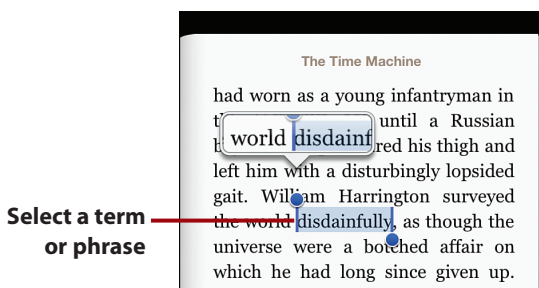 The Time Machine
had worn as a young infantryman in
until a Russian
world disdainf
red his thigh and
left him with a disturbingly lopsided
gait. William Harrington surveyed
Select a term
or phrase
the world disdainfully, as though the
universe were a botched affair on
which he had long since given up.